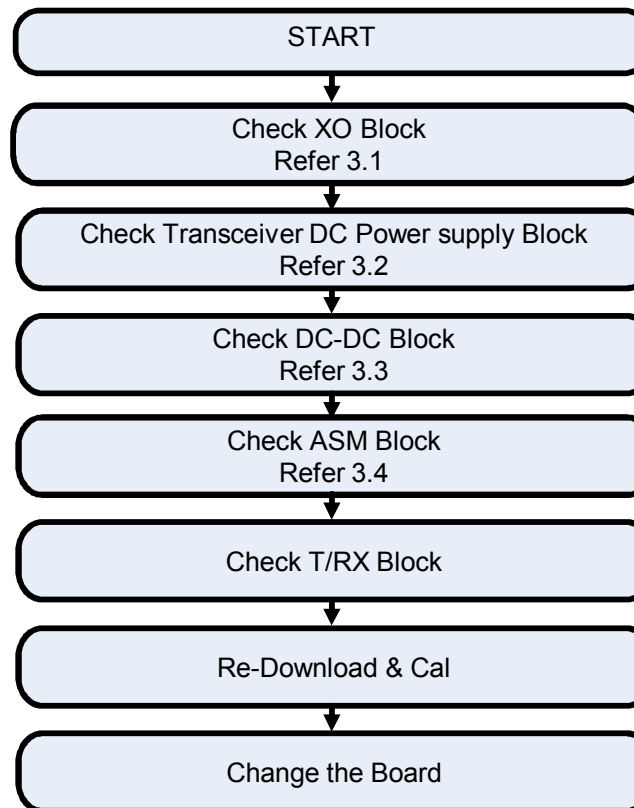 START
Check XO Block
Refer 3.1
Check Transceiver DC Power supply Block
Refer 3.2
Check DC-DC Block
Refer 3.3
Check ASM Block
Refer 3.4
Check T/RX Block
Re-Download & Cal
Change the Board